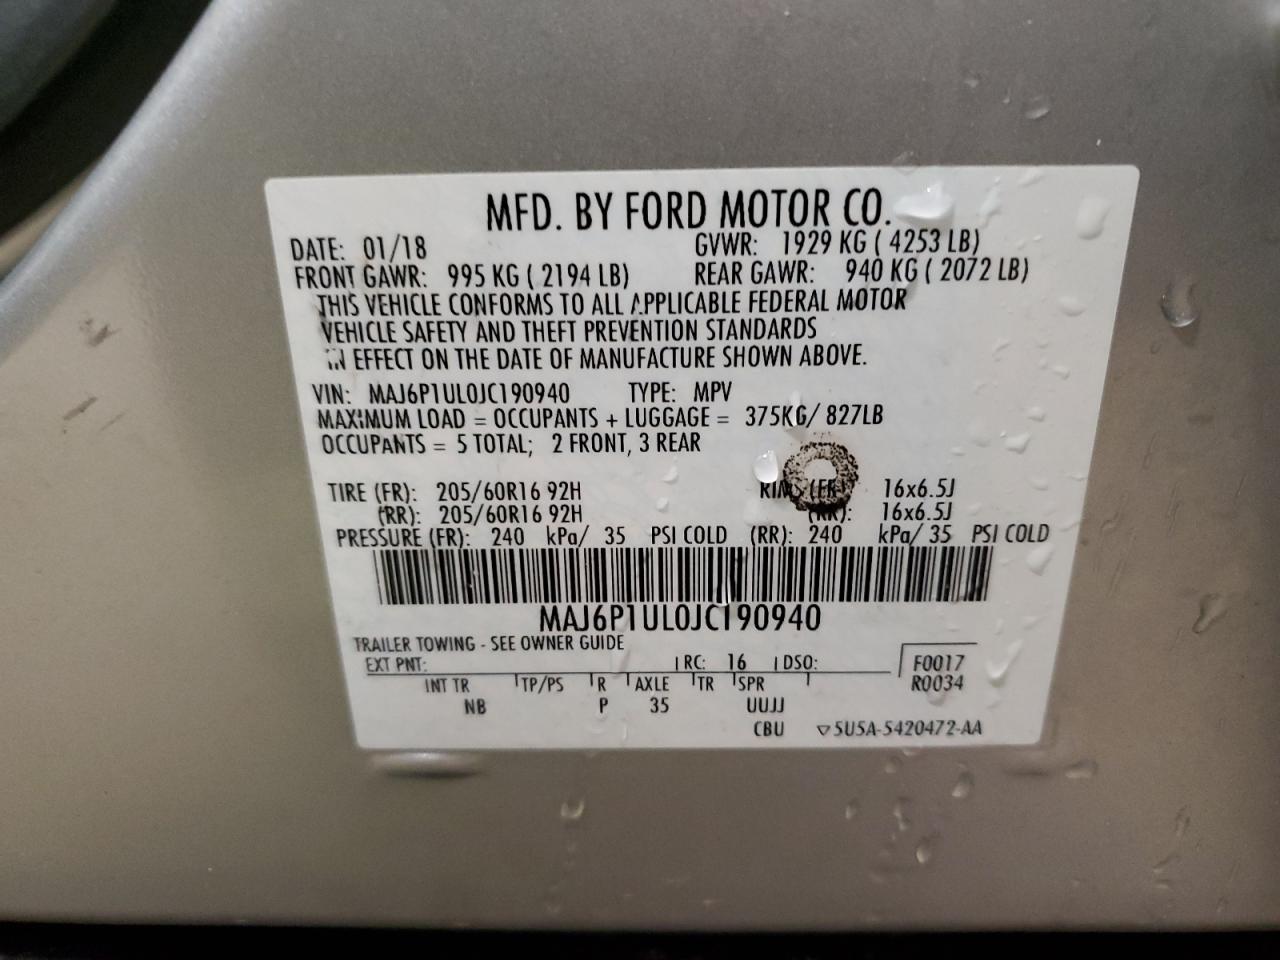 MFD. BY FORD MOTOR CO.
DATE: 01/18 GVWR: 1929 KG ( 4253 LB)
FRONT GAWR: 995 KG ( 2194 LB) REAR GAWR: 940 KG ( 2072 LB)
THIS VEHICLE CONFORMS TO ALL APPLICABLE FEDERAL MOTOR
VEHICLE SAFETY AND THEFT PREVENTION STANDARDS
IN EFFECT ON THE DATE OF MANUFACTURE SHOWN ABOVE.
VIN: MAJ6P1UL0JC190940 TYPE: MPV
MAXIMUM LOAD = OCCUPANTS + LUGGAGE = 375KG/ 827LB
OCCUPANTS = 5 TOTAL; 2 FRONT, 3 REAR
TIRE (FR): 205/60R16 92H RIMS (FR): 16x6.5J
(RR): 205/60R16 92H (RR): 16x6.5J
PRESSURE (FR): 240 kPa/ 35 PSI COLD (RR): 240 kPa/ 35 PSI COLD
MAJ6P1UL0JC190940
TRAILER TOWING - SEE OWNER GUIDE
EXT PNT: RC: 16 DSO: F0017
INT TR TP/PS R AXLE TR SPR R0034
NB P 35 UUJJ
CBU ▽5U5A-5420472-AA